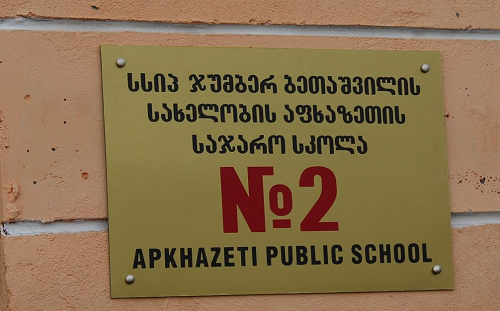 სსიპ ჯუმბერ ბეთაშვილის
სახელობის აფხაზეთის
საჯარო სკოლა
№2
APKHAZETI PUBLIC SCHOOL